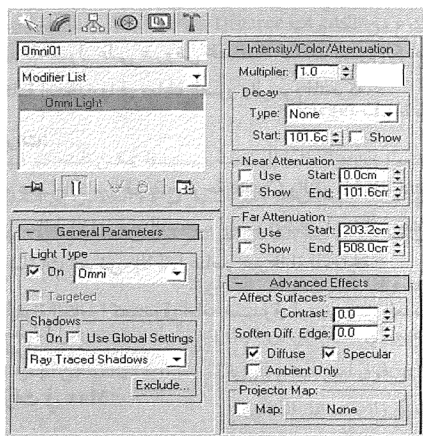 Omni01
Modifier List
Omni Light
General Parameters
Light Type
On Omni
Targeted
Shadows
On Use Global Settings
Ray Traced Shadows
Exclude...
Intensity/Color/Attenuation
Multiplier: 1.0
Decay
Type: None
Start: 101.6c Show
Near Attenuation
Use Start: 0.0cm
Show End: 101.6cm
Far Attenuation
Use Start: 203.2cm
Show End: 508.0cm
Advanced Effects
Affect Surfaces:
Contrast: 0.0
Soften Diff. Edge: 0.0
Diffuse Specular
Ambient Only
Projector Map:
Map: None